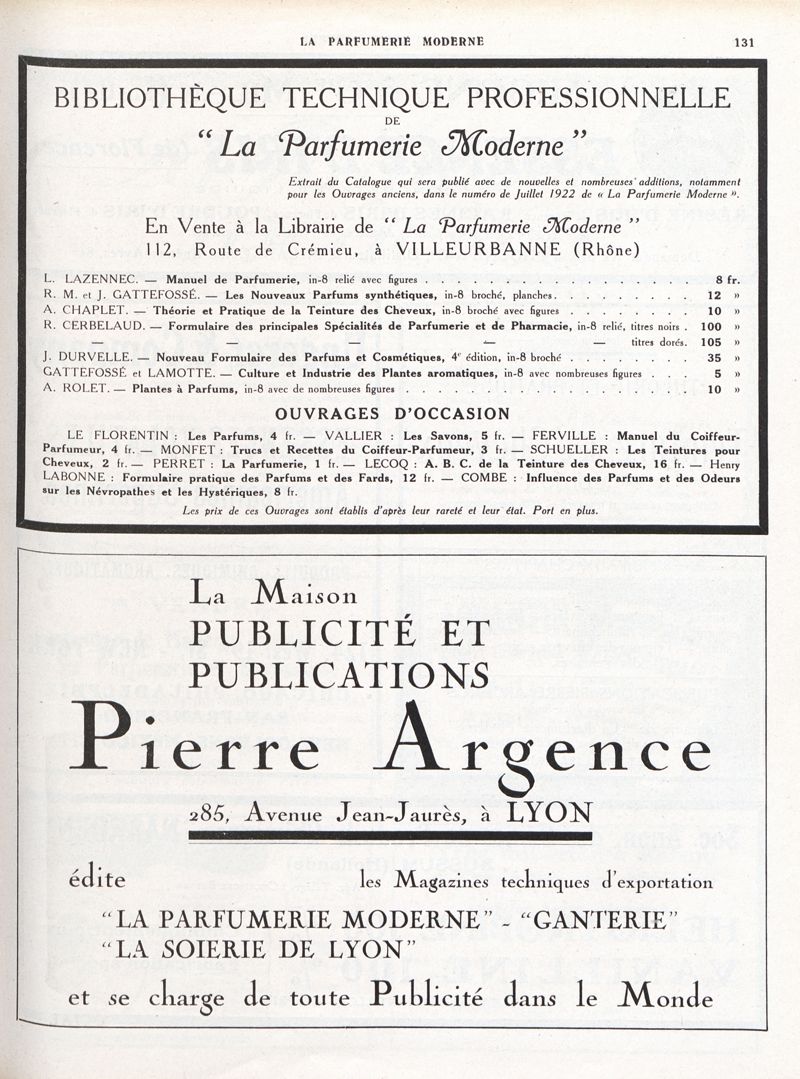 LA PARFUMERIE MODERNE 131
BIBLIOTHÈQUE TECHNIQUE PROFESSIONNELLE
DE
“La Parfumerie Moderne”
Extrait du Catalogue qui sera publié avec de nouvelles et nombreuses additions, notamment
pour les Ouvrages anciens, dans le numéro de Juillet 1922 de « La Parfumerie Moderne ».
En Vente à la Librairie de “La Parfumerie Moderne”
112, Route de Crémieu, à VILLEURBANNE (Rhône)
L. LAZENNEC. — Manuel de Parfumerie, in-8 relié avec figures . . . . . . . . . . . . . . . . . 8 fr.
R. M. et J. GATTEFOSSÉ. — Les Nouveaux Parfums synthétiques, in-8 broché, planches. . . . . . . . . 12 »
A. CHAPLET. — Théorie et Pratique de la Teinture des Cheveux, in-8 broché avec figures . . . . . . . . 10 »
R. CERBELAUD. — Formulaire des principales Spécialités de Parfumerie et de Pharmacie, in-8 relié, titres noirs . 100 »
— — titres dorés. 105 »
J. DURVELLE. — Nouveau Formulaire des Parfums et Cosmétiques, 4e édition, in-8 broché . . . . . . . . 35 »
GATTEFOSSÉ et LAMOTTE. — Culture et Industrie des Plantes aromatiques, in-8 avec nombreuses figures . . . 5 »
A. ROLET. — Plantes à Parfums, in-8 avec de nombreuses figures . . . . . . . . . . . . . . . . . . 10 »
OUVRAGES D'OCCASION
LE FLORENTIN : Les Parfums, 4 fr. — VALLIER : Les Savons, 5 fr. — FERVILLE : Manuel du Coiffeur-
Parfumeur, 4 fr. — MONFET : Trucs et Recettes du Coiffeur-Parfumeur, 3 fr. — SCHUELLER : Les Teintures pour
Cheveux, 2 fr. — PERRET : La Parfumerie, 1 fr. — LECOQ : A. B. C. de la Teinture des Cheveux, 16 fr. — Henry
LABONNE : Formulaire pratique des Parfums et des Fards, 12 fr. — COMBE : Influence des Parfums et des Odeurs
sur les Névropathes et les Hystériques, 8 fr.
Les prix de ces Ouvrages sont établis d'après leur rareté et leur état. Port en plus.
La Maison
PUBLICITÉ ET
PUBLICATIONS
Pierre Argence
285, Avenue Jean-Jaurès, à LYON
édite les Magazines techniques d'exportation
“LA PARFUMERIE MODERNE” “GANTERIE”
“LA SOIERIE DE LYON”
et se charge de toute Publicité dans le Monde